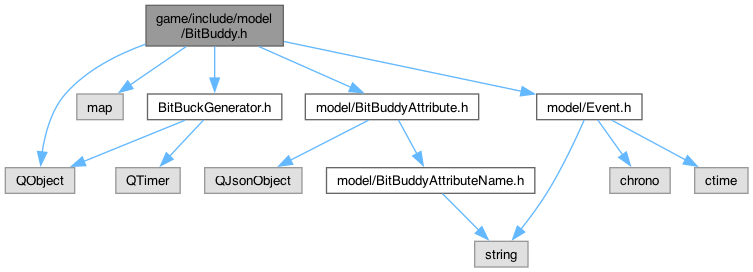 game/include/model
/BitBuddy.h
map
BitBuckGenerator.h
model/BitBuddyAttribute.h
model/Event.h
QObject
QTimer
QJsonObject
model/BitBuddyAttributeName.h
chrono
ctime
string